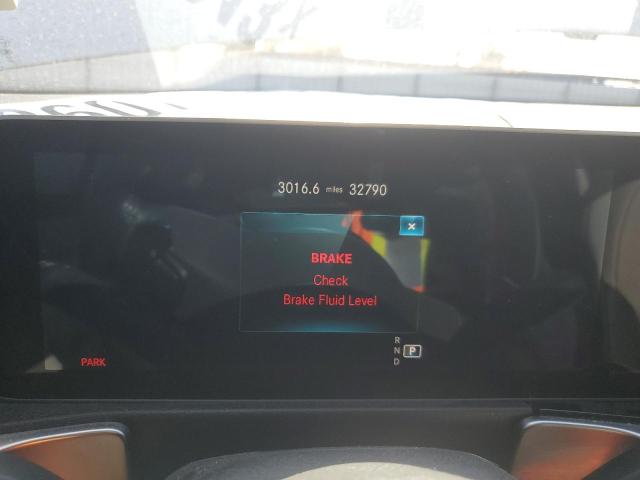 3016.6 miles 32790
×
BRAKE
Check
Brake Fluid Level
R
N P
D
PARK